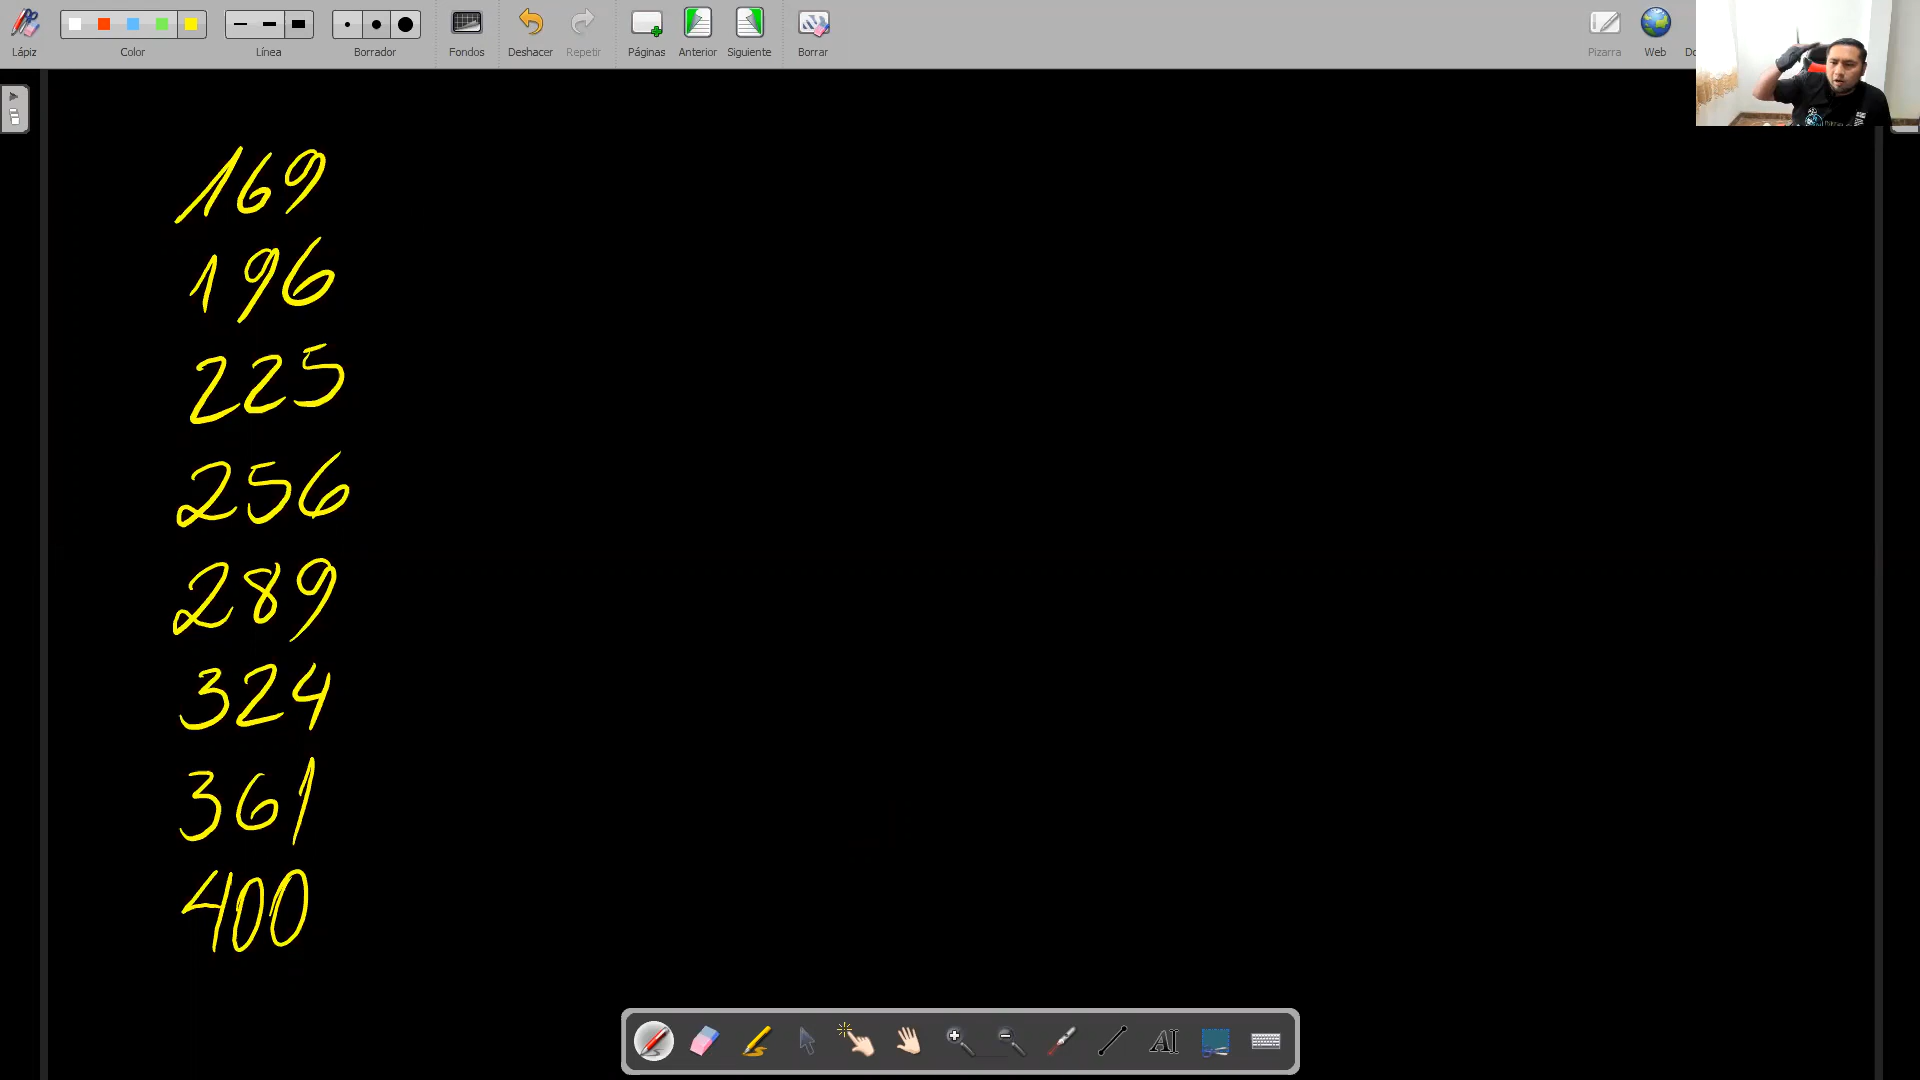 Lápiz
Color
Línea
Borrador
Fondos
Deshacer
Repetir
Páginas
Anterior
Siguiente
Borrar
Pizarra
Web
169
196
225
256
289
324
361
400
AI